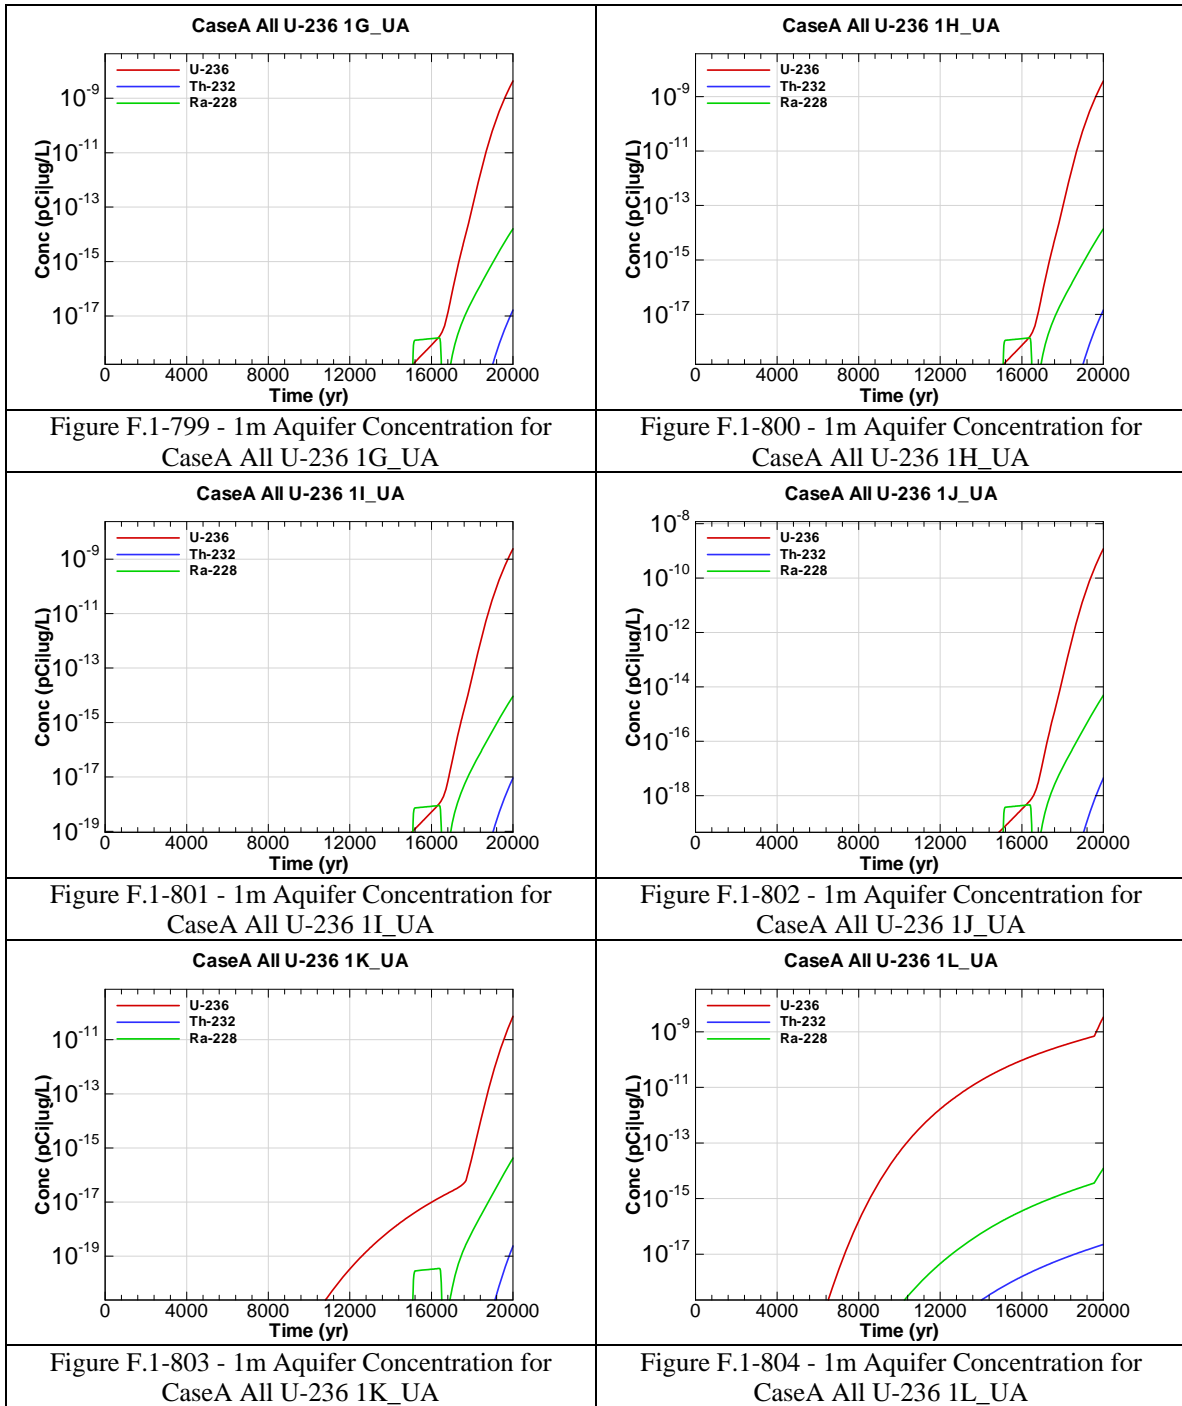 CaseA All U-236 1G_UA
U-236
Th-232
Ra-228
10-9
10-11
10-13
10-15
10-17
Conc (pCi|ug/L)
0 4000 8000 12000 16000 20000
Time (yr)
Figure F.1-799 - 1m Aquifer Concentration for
CaseA All U-236 1G_UA
CaseA All U-236 1H_UA
U-236
Th-232
Ra-228
10-9
10-11
10-13
10-15
10-17
Conc (pCi|ug/L)
0 4000 8000 12000 16000 20000
Time (yr)
Figure F.1-800 - 1m Aquifer Concentration for
CaseA All U-236 1H_UA
CaseA All U-236 1I_UA
U-236
Th-232
Ra-228
10-9
10-11
10-13
10-15
10-17
10-19
Conc (pCi|ug/L)
0 4000 8000 12000 16000 20000
Time (yr)
Figure F.1-801 - 1m Aquifer Concentration for
CaseA All U-236 1I_UA
CaseA All U-236 1J_UA
U-236
Th-232
Ra-228
10-8
10-10
10-12
10-14
10-16
10-18
Conc (pCi|ug/L)
0 4000 8000 12000 16000 20000
Time (yr)
Figure F.1-802 - 1m Aquifer Concentration for
CaseA All U-236 1J_UA
CaseA All U-236 1K_UA
U-236
Th-232
Ra-228
10-11
10-13
10-15
10-17
10-19
Conc (pCi|ug/L)
0 4000 8000 12000 16000 20000
Time (yr)
Figure F.1-803 - 1m Aquifer Concentration for
CaseA All U-236 1K_UA
CaseA All U-236 1L_UA
U-236
Th-232
Ra-228
10-9
10-11
10-13
10-15
10-17
Conc (pCi|ug/L)
0 4000 8000 12000 16000 20000
Time (yr)
Figure F.1-804 - 1m Aquifer Concentration for
CaseA All U-236 1L_UA